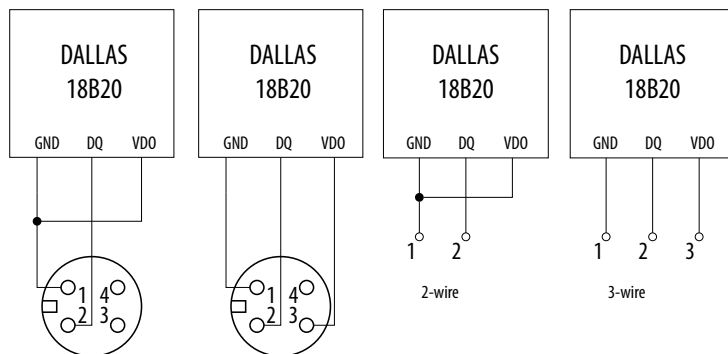 DALLAS
18B20
GND DQ VDO
1 4
2 3
DALLAS
18B20
GND DQ VDO
1 4
2 3
DALLAS
18B20
GND DQ VDO
1 2
2-wire
DALLAS
18B20
GND DQ VDO
1 2 3
3-wire